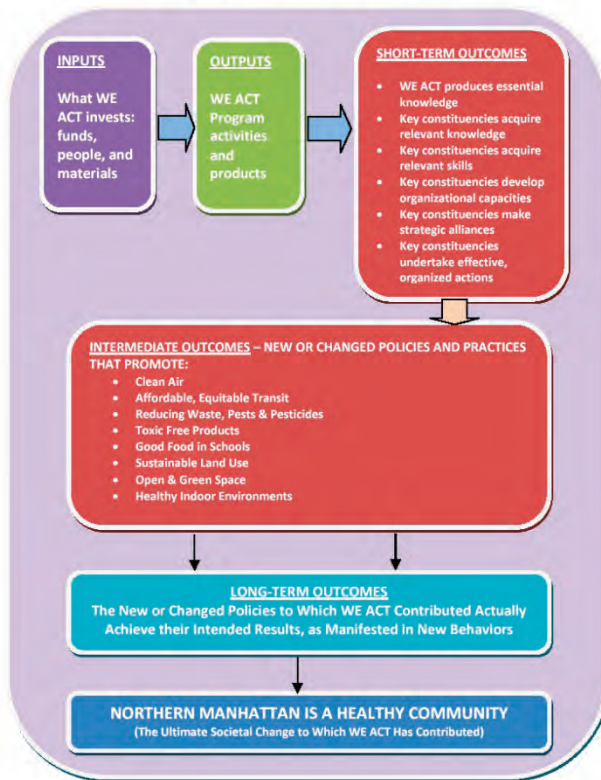 INPUTS
What WE
ACT invests:
funds,
people, and
materials
OUTPUTS
WE ACT
Program
activities
and
products
SHORT-TERM OUTCOMES
• WE ACT produces essential
knowledge
• Key constituencies acquire
relevant knowledge
• Key constituencies acquire
relevant skills
• Key constituencies develop
organizational capacities
• Key constituencies make
strategic alliances
• Key constituencies
undertake effective,
organized actions
INTERMEDIATE OUTCOMES – NEW OR CHANGED POLICIES AND PRACTICES
THAT PROMOTE:
• Clean Air
• Affordable, Equitable Transit
• Reducing Waste, Pests & Pesticides
• Toxic Free Products
• Good Food in Schools
• Sustainable Land Use
• Open & Green Space
• Healthy Indoor Environments
LONG-TERM OUTCOMES
The New or Changed Policies to Which WE ACT Contributed Actually
Achieve their Intended Results, as Manifested in New Behaviors
NORTHERN MANHATTAN IS A HEALTHY COMMUNITY
(The Ultimate Societal Change to Which WE ACT Has Contributed)